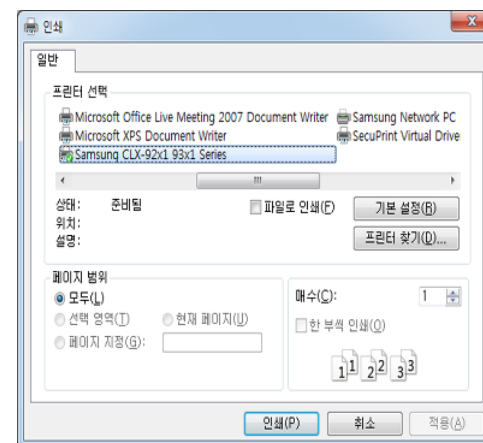 인쇄
일반
프린터 선택
Microsoft Office Live Meeting 2007 Document Writer Samsung Network PC
Microsoft XPS Document Writer SecuPrint Virtual Drive
Samsung CLX-92x1 93x1 Series
상태: 준비됨 파일로 인쇄(F) 기본 설정(R)
위치:
설명: 프린터 찾기(D)...
페이지 범위
모두(L) 매수(C): 1
선택 영역(T) 현재 페이지(U) 한 부씩 인쇄(O)
페이지 지정(G):
1 1 2 2 3 3
인쇄(P) 취소 적용(A)